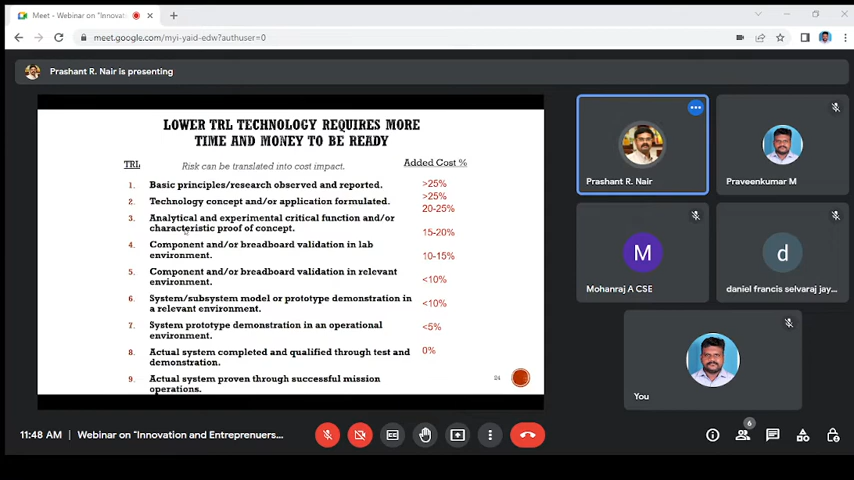 Meet - Webinar on "Innovat
meet.google.com/myi-yaid-edw?authuser=0
Prashant R. Nair is presenting
LOWER TRL TECHNOLOGY REQUIRES MORE
TIME AND MONEY TO BE READY
TRL
Risk can be translated into cost impact.
Added Cost %
1. Basic principles/research observed and reported.
>25%
2. Technology concept and/or application formulated.
>25%
20-25%
3. Analytical and experimental critical function and/or
characteristic proof of concept.
15-20%
4. Component and/or breadboard validation in lab
environment.
10-15%
5. Component and/or breadboard validation in relevant
environment.
<10%
6. System/subsystem model or prototype demonstration in
a relevant environment.
<10%
7. System prototype demonstration in an operational
environment.
<5%
8. Actual system completed and qualified through test and
demonstration.
0%
9. Actual system proven through successful mission
operations.
24
Prashant R. Nair
Praveenkumar M
M
Mohanraj A CSE
d
daniel francis selvaraj jay...
You
11:48 AM | Webinar on "Innovation and Entreprenuers...
6